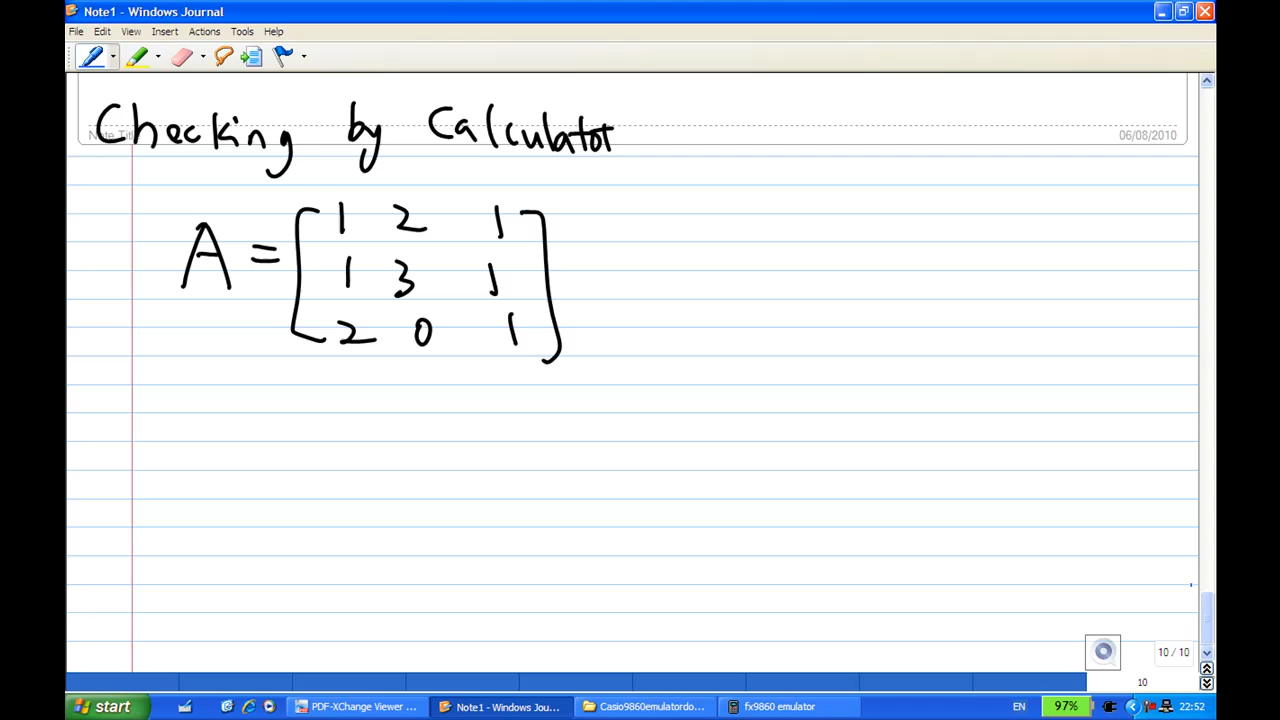 Note1 - Windows Journal
File Edit View Insert Actions Tools Help
Checking by Calculator
Note Titl
06/08/2010
A = [ 1 2 1
1 3 1
2 0 1 ]
10 / 10
10
start PDF-XChange Viewer ... Note1 - Windows Jou... Casio9860emulatordo... fx9860 emulator EN 97% 22:52